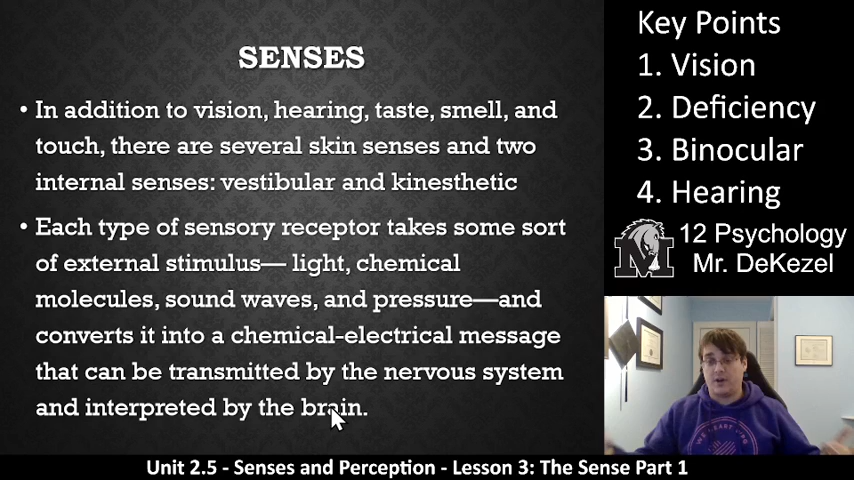 SENSES
• In addition to vision, hearing, taste, smell, and
touch, there are several skin senses and two
internal senses: vestibular and kinesthetic
• Each type of sensory receptor takes some sort
of external stimulus— light, chemical
molecules, sound waves, and pressure—and
converts it into a chemical-electrical message
that can be transmitted by the nervous system
and interpreted by the brain.
Key Points
1. Vision
2. Deficiency
3. Binocular
4. Hearing
12 Psychology
Mr. DeKezel
Unit 2.5 - Senses and Perception - Lesson 3: The Sense Part 1